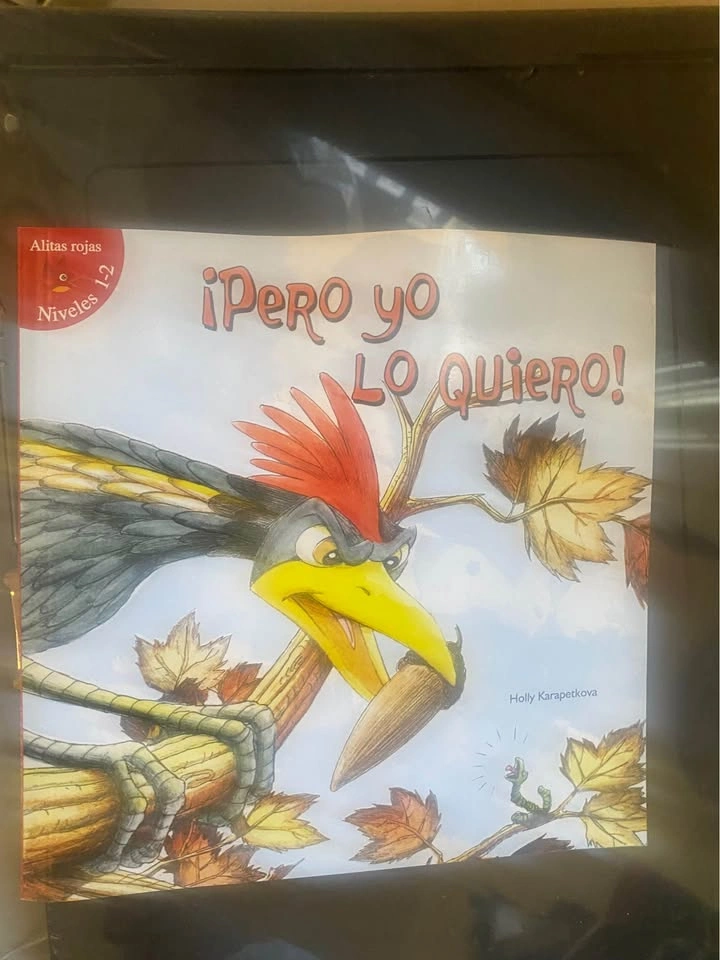 Alitas rojas
Niveles 1-2
¡Pero yo
lo quiero!
Holly Karapetkova